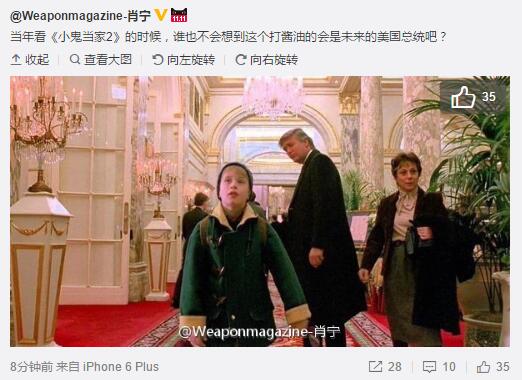 @Weaponmagazine-肖宁
11.11
当年看《小鬼当家2》的时候，谁也不会想到这个打酱油的会是未来的美国总统吧？
收起 查看大图 向左旋转 向右旋转
35
@Weaponmagazine-肖宁
8分钟前 来自 iPhone 6 Plus 28 10 35